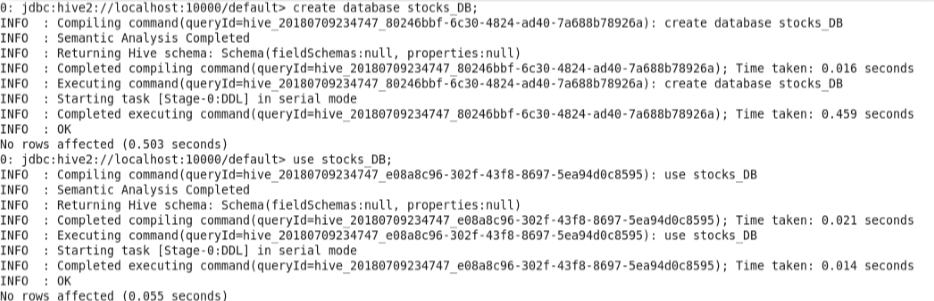 0: jdbc:hive2://localhost:10000/default> create database stocks_DB;
INFO  : Compiling command(queryId=hive_20180709234747_80246bbf-6c30-4824-ad40-7a688b78926a): create database stocks_DB
INFO  : Semantic Analysis Completed
INFO  : Returning Hive schema: Schema(fieldSchemas:null, properties:null)
INFO  : Completed compiling command(queryId=hive_20180709234747_80246bbf-6c30-4824-ad40-7a688b78926a); Time taken: 0.016 seconds
INFO  : Executing command(queryId=hive_20180709234747_80246bbf-6c30-4824-ad40-7a688b78926a): create database stocks_DB
INFO  : Starting task [Stage-0:DDL] in serial mode
INFO  : Completed executing command(queryId=hive_20180709234747_80246bbf-6c30-4824-ad40-7a688b78926a); Time taken: 0.459 seconds
INFO  : OK
No rows affected (0.503 seconds)
0: jdbc:hive2://localhost:10000/default> use stocks_DB;
INFO  : Compiling command(queryId=hive_20180709234747_e08a8c96-302f-43f8-8697-5ea94d0c8595): use stocks_DB
INFO  : Semantic Analysis Completed
INFO  : Returning Hive schema: Schema(fieldSchemas:null, properties:null)
INFO  : Completed compiling command(queryId=hive_20180709234747_e08a8c96-302f-43f8-8697-5ea94d0c8595); Time taken: 0.021 seconds
INFO  : Executing command(queryId=hive_20180709234747_e08a8c96-302f-43f8-8697-5ea94d0c8595): use stocks_DB
INFO  : Starting task [Stage-0:DDL] in serial mode
INFO  : Completed executing command(queryId=hive_20180709234747_e08a8c96-302f-43f8-8697-5ea94d0c8595); Time taken: 0.014 seconds
INFO  : OK
No rows affected (0.055 seconds)